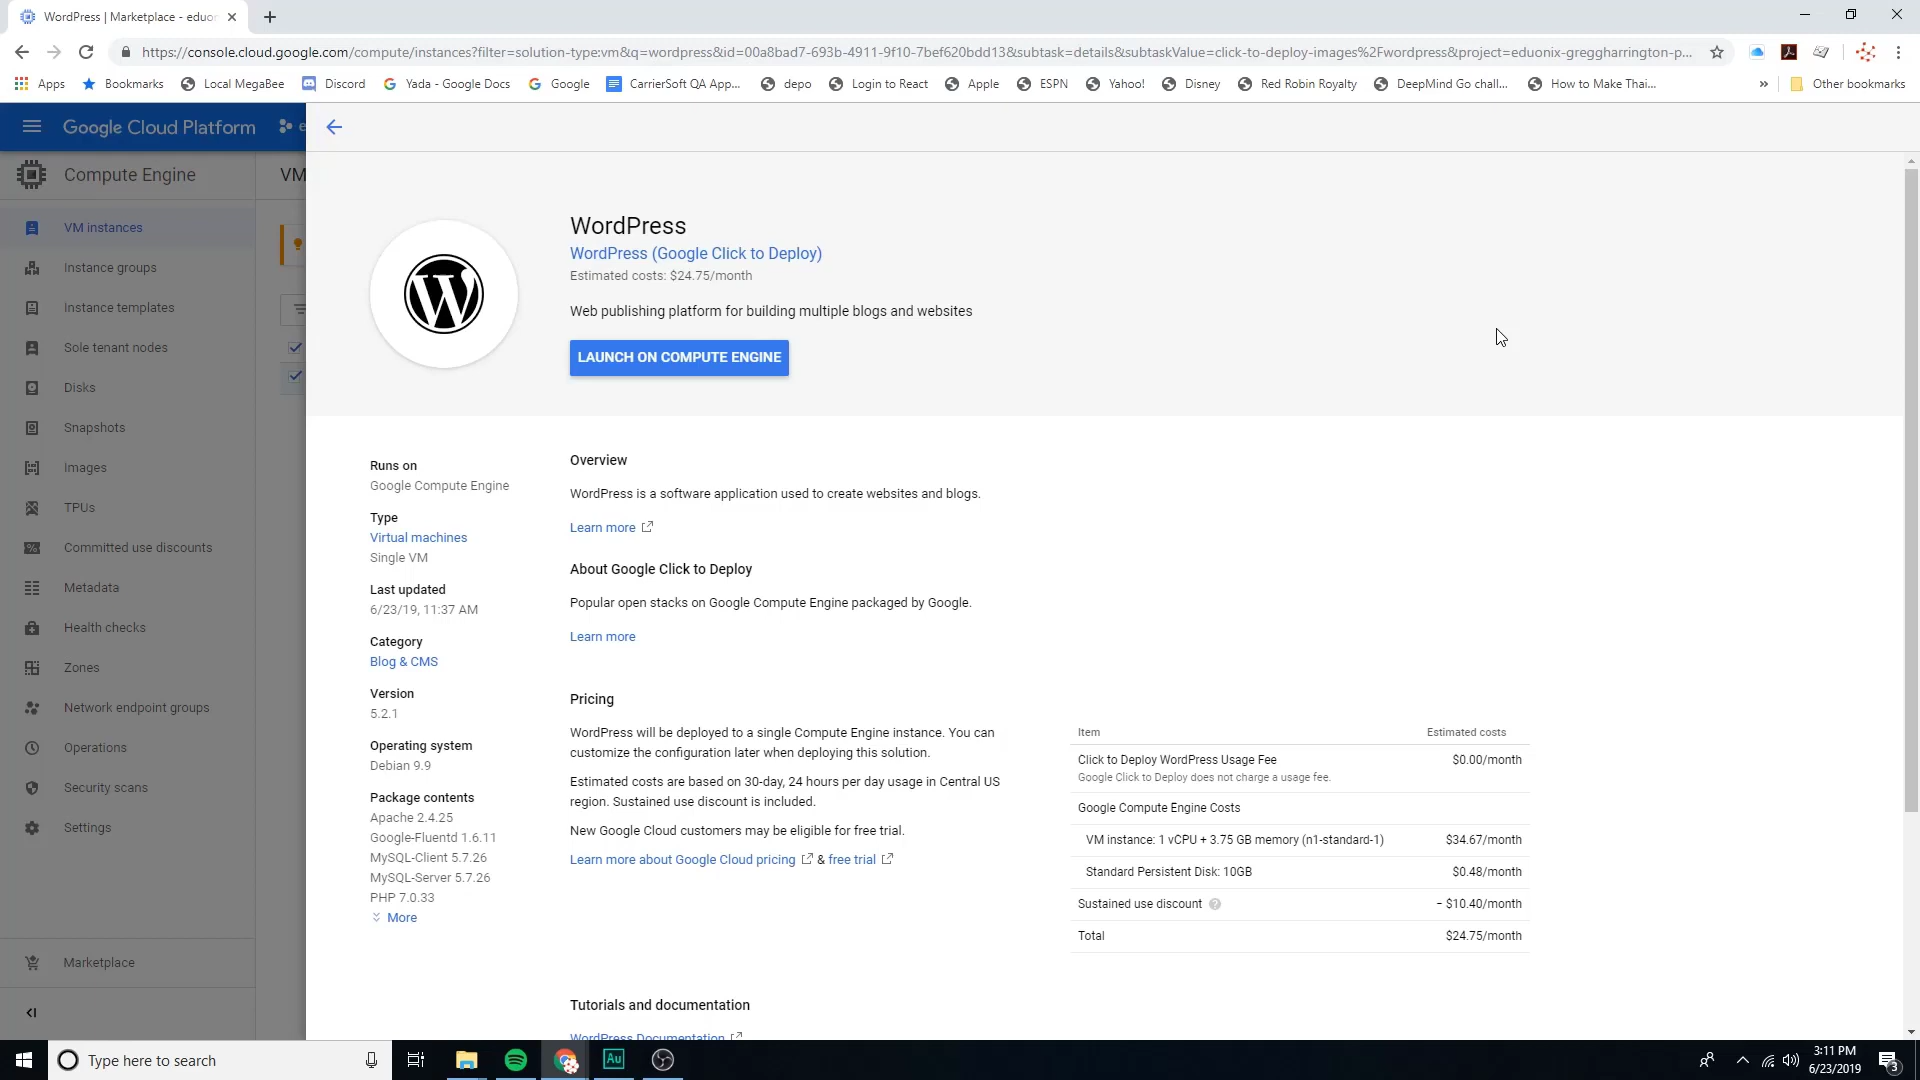 WordPress | Marketplace - eduon
https://console.cloud.google.com/compute/instances?filter=solution-type:vm&q=wordpress&id=00a8bad7-693b-4911-9f10-7bef620bdd13&subtask=details&subtaskValue=click-to-deploy-images%2Fwordpress&project=eduonix-greggharrington-p...
Apps
Bookmarks
Local MegaBee
Discord
Yada - Google Docs
Google
CarrierSoft QA App...
depo
Login to React
Apple
ESPN
Yahoo!
Disney
Red Robin Royalty
DeepMind Go chall...
How to Make Thai...
»
Other bookmarks
Google Cloud Platform
e
Compute Engine
VM
VM instances
Instance groups
Instance templates
Sole tenant nodes
Disks
Snapshots
Images
TPUs
Committed use discounts
Metadata
Health checks
Zones
Network endpoint groups
Operations
Security scans
Settings
Marketplace
WordPress
WordPress (Google Click to Deploy)
Estimated costs: $24.75/month
Web publishing platform for building multiple blogs and websites
LAUNCH ON COMPUTE ENGINE
Runs on
Google Compute Engine
Type
Virtual machines
Single VM
Last updated
6/23/19, 11:37 AM
Category
Blog & CMS
Version
5.2.1
Operating system
Debian 9.9
Package contents
Apache 2.4.25
Google-Fluentd 1.6.11
MySQL-Client 5.7.26
MySQL-Server 5.7.26
PHP 7.0.33
More
Overview
WordPress is a software application used to create websites and blogs.
Learn more
About Google Click to Deploy
Popular open stacks on Google Compute Engine packaged by Google.
Learn more
Pricing
WordPress will be deployed to a single Compute Engine instance. You can
customize the configuration later when deploying this solution.
Estimated costs are based on 30-day, 24 hours per day usage in Central US
region. Sustained use discount is included.
New Google Cloud customers may be eligible for free trial.
Learn more about Google Cloud pricing & free trial
Item Estimated costs
Click to Deploy WordPress Usage Fee $0.00/month
Google Click to Deploy does not charge a usage fee.
Google Compute Engine Costs
VM instance: 1 vCPU + 3.75 GB memory (n1-standard-1) $34.67/month
Standard Persistent Disk: 10GB $0.48/month
Sustained use discount ? - $10.40/month
Total $24.75/month
Tutorials and documentation
WordPress Documentation
Type here to search
Au
3:11 PM
6/23/2019
3